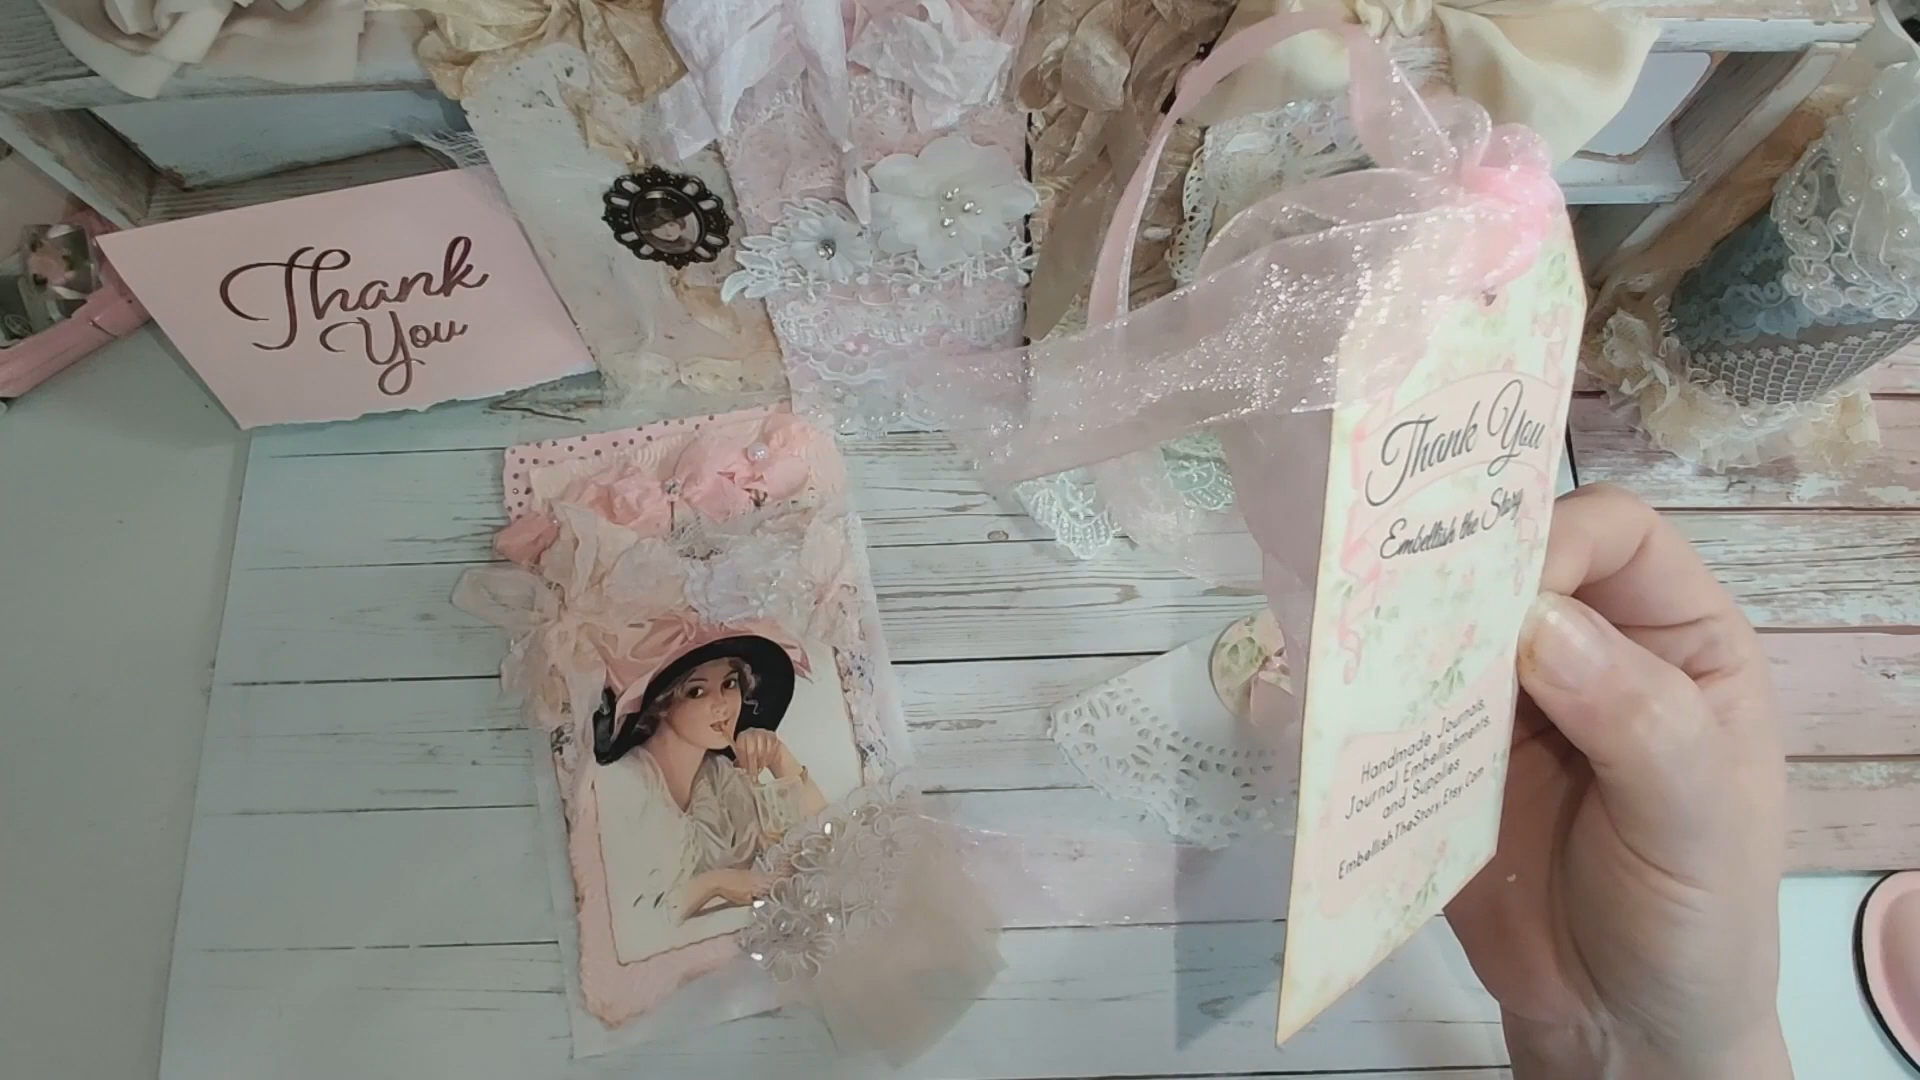 Thank
You
Thank You
Embellish the Story
Handmade Journals,
Journal Embellishments,
and Supplies
EmbellishTheStory.Etsy.Com